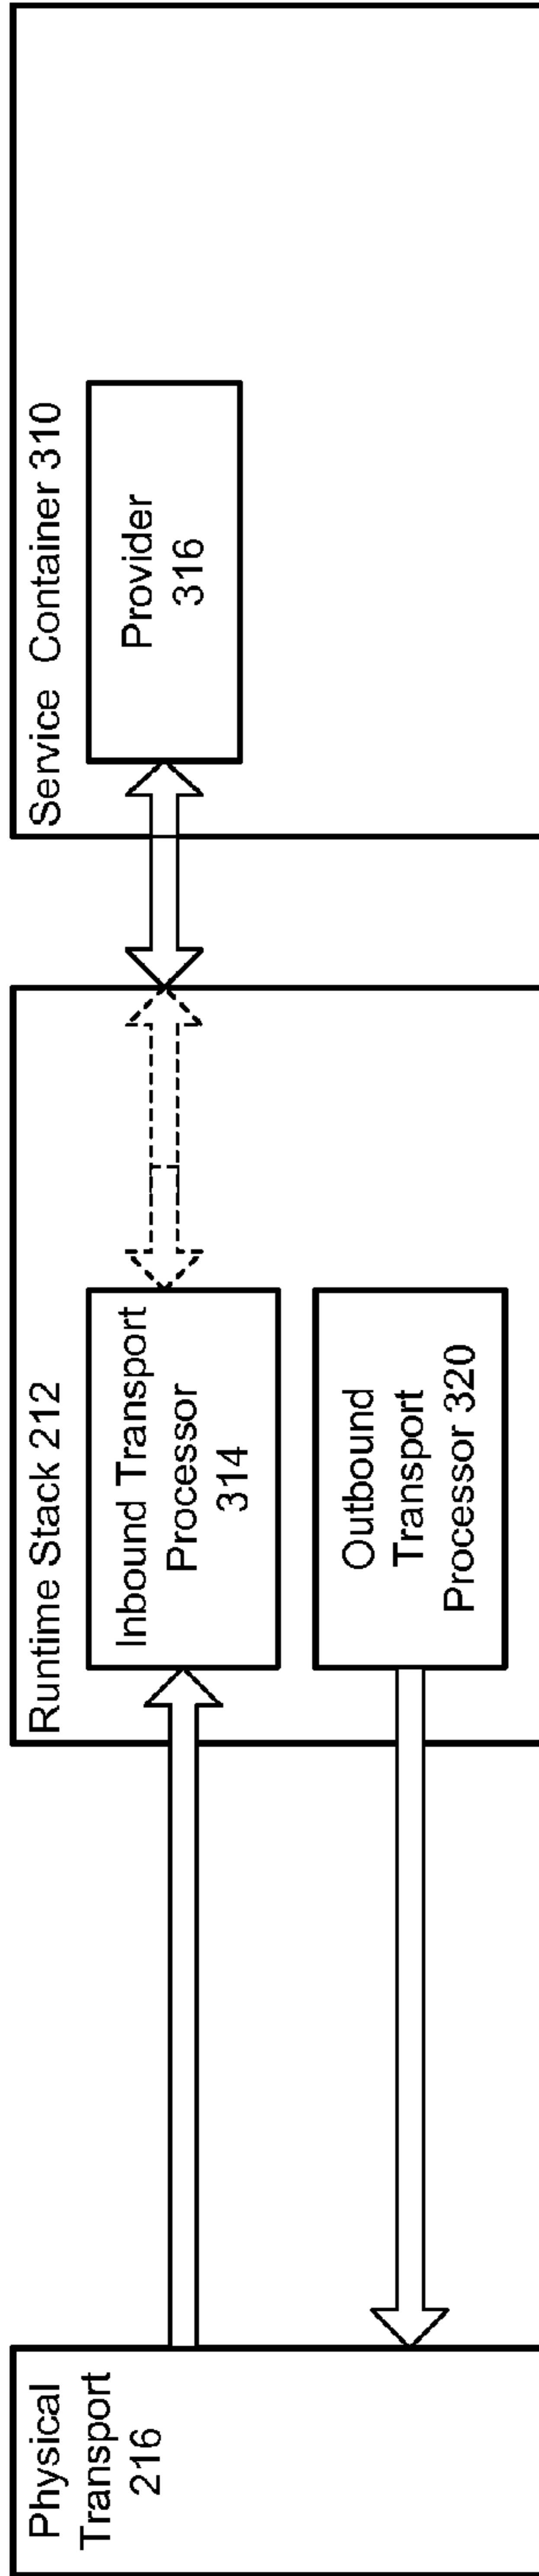 Physical
Transport
216
Runtime Stack 212
Inbound Transport
Processor
314
Outbound
Transport
Processor 320
Service Container 310
Provider
316